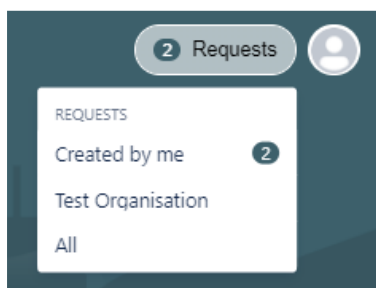 2 Requests
REQUESTS
Created by me 2
Test Organisation
All